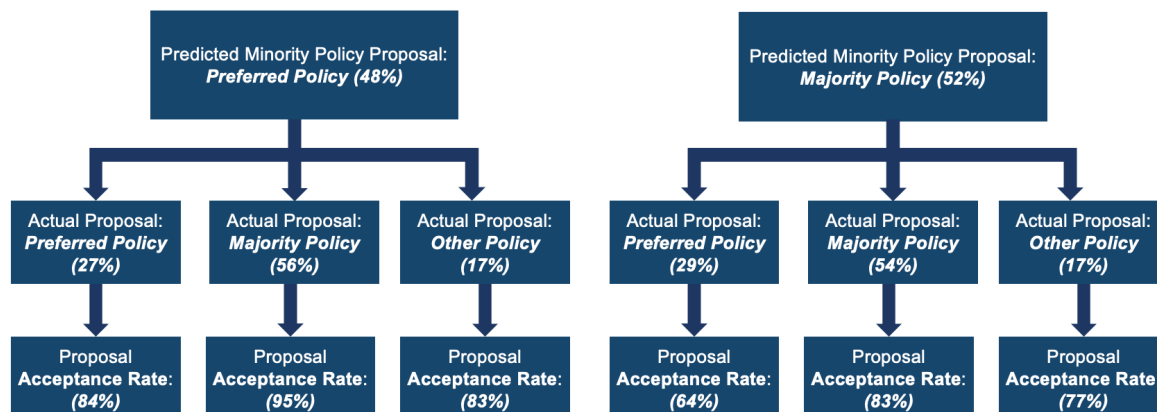 Predicted Minority Policy Proposal:
Preferred Policy (48%)
Predicted Minority Policy Proposal:
Majority Policy (52%)
Actual Proposal:
Preferred Policy
(27%)
Actual Proposal:
Majority Policy
(56%)
Actual Proposal:
Other Policy
(17%)
Actual Proposal:
Preferred Policy
(29%)
Actual Proposal:
Majority Policy
(54%)
Actual Proposal:
Other Policy
(17%)
Proposal
Acceptance Rate:
(84%)
Proposal
Acceptance Rate:
(95%)
Proposal
Acceptance Rate:
(83%)
Proposal
Acceptance Rate:
(64%)
Proposal
Acceptance Rate:
(83%)
Proposal
Acceptance Rate:
(77%)